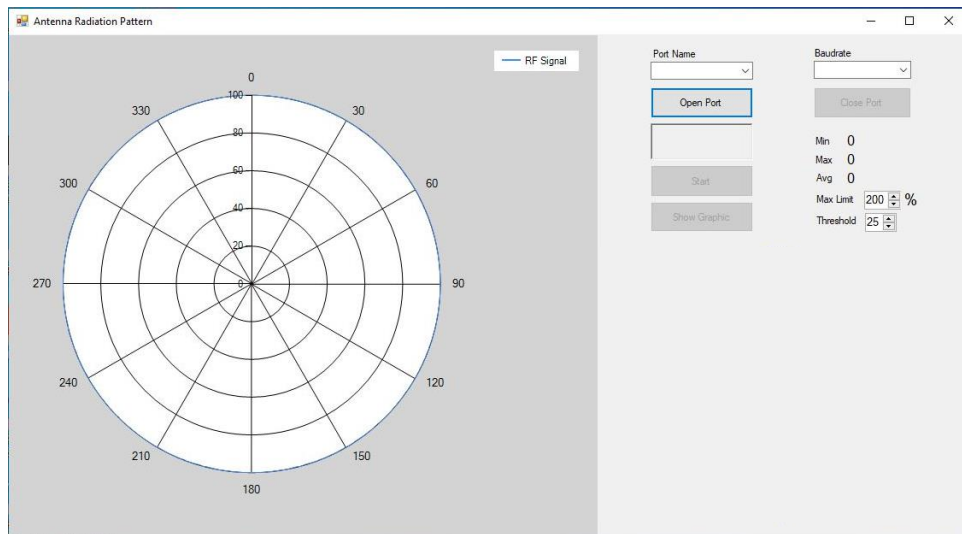 Antenna Radiation Pattern
RF Signal
0
30
60
90
120
150
180
210
240
270
300
330
100
80
60
40
20
0
Port Name
Baudrate
Open Port
Close Port
Start
Show Graphic
Min 0
Max 0
Avg 0
Max Limit 200 %
Threshold 25